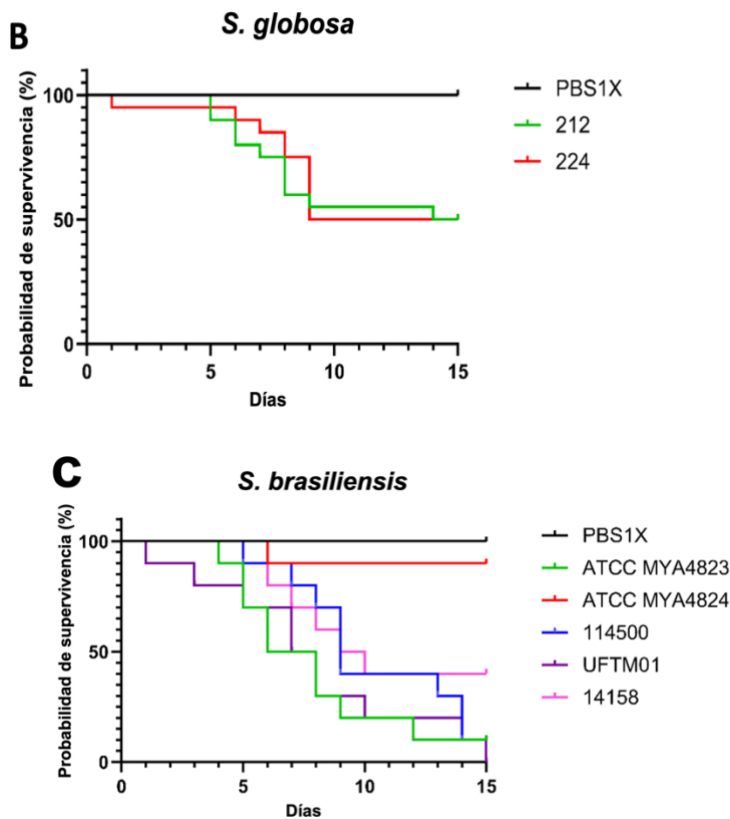 B
S. globosa
Probabilidad de supervivencia (%)
100
50
0
0 5 10 15
Días
PBS1X
212
224
C
S. brasiliensis
Probabilidad de supervivencia (%)
100
50
0
0 5 10 15
Días
PBS1X
ATCC MYA4823
ATCC MYA4824
114500
UFTM01
14158